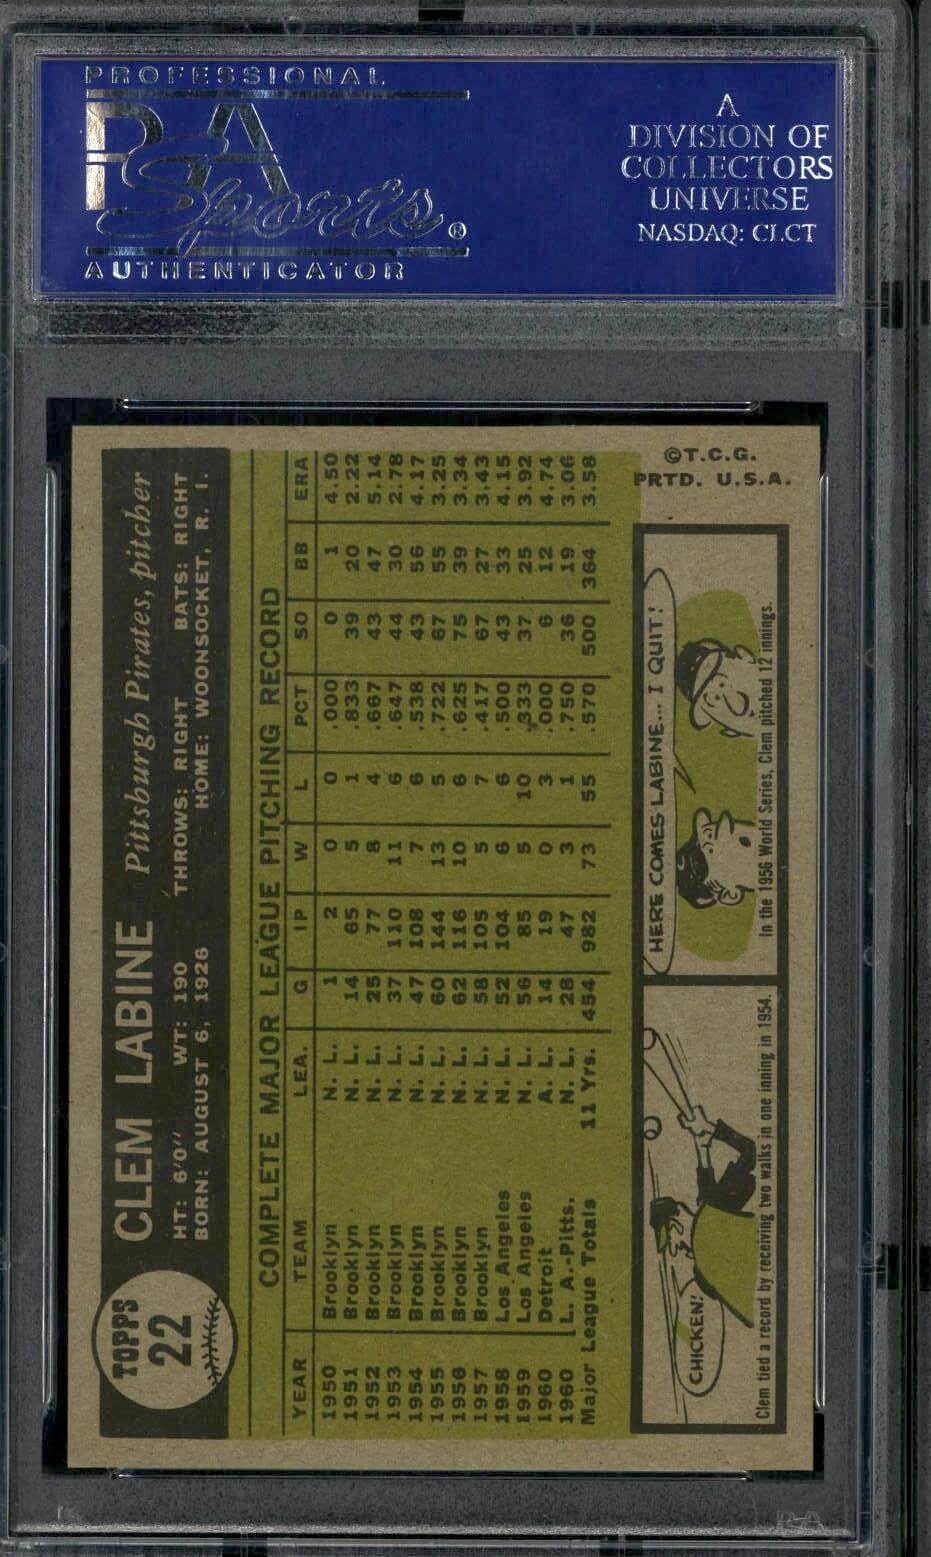 PROFESSIONAL
PSA
Sports®
AUTHENTICATOR
A
DIVISION OF
COLLECTORS
UNIVERSE
NASDAQ: CLCT
TOPPS
22
CLEM LABINE Pittsburgh Pirates, pitcher
HT: 6'0" WT: 190 THROWS: RIGHT BATS: RIGHT
BORN: AUGUST 6, 1926 HOME: WOONSOCKET, R. I.
COMPLETE MAJOR LEAGUE PITCHING RECORD
YEAR TEAM LEA. G IP W L PCT SO BB ERA
1950 Brooklyn N. L. 1 2 0 0 .000 0 1 4.50
1951 Brooklyn N. L. 14 65 5 1 .833 39 20 2.22
1952 Brooklyn N. L. 25 77 8 4 .667 43 47 5.14
1953 Brooklyn N. L. 37 110 11 6 .647 44 30 2.78
1954 Brooklyn N. L. 47 108 7 6 .538 43 56 4.17
1955 Brooklyn N. L. 60 144 13 5 .722 67 55 3.25
1956 Brooklyn N. L. 62 116 10 6 .625 75 39 3.34
1957 Brooklyn N. L. 58 105 5 7 .417 67 27 3.43
1958 Los Angeles N. L. 52 104 6 6 .500 43 33 4.15
1959 Los Angeles N. L. 56 85 5 10 .333 37 25 3.92
1960 Detroit A. L. 14 19 0 3 .000 6 12 4.74
1960 L. A.-Pitts. N. L. 28 47 3 1 .750 36 19 3.06
Major League Totals 11 Yrs. 454 982 73 55 .570 500 364 3.58
CHICKEN!
Clem tied a record by receiving two walks in one inning in 1954.
HERE COMES LABINE... I QUIT!
In the 1956 World Series, Clem pitched 12 innings.
©T.C.G.
PRTD. U.S.A.
PSA